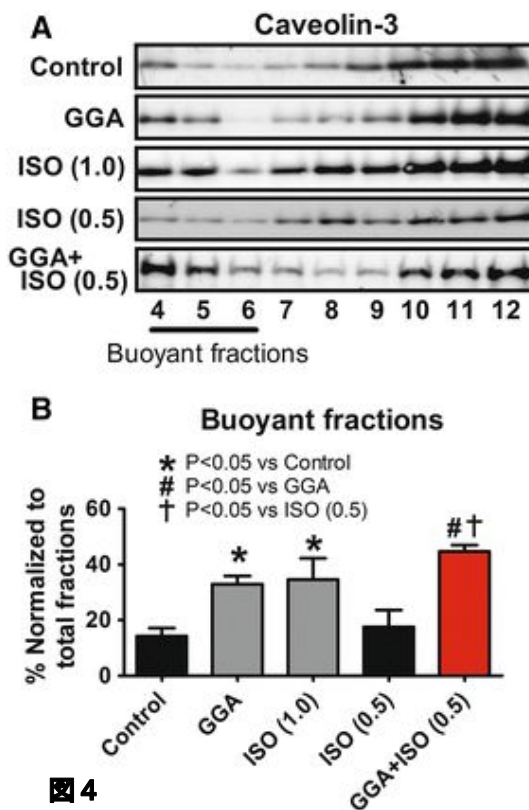 A
Caveolin-3
Control
GGA
ISO (1.0)
ISO (0.5)
GGA+
ISO (0.5)
4 5 6 7 8 9 10 11 12
Buoyant fractions
B
Buoyant fractions
* P<0.05 vs Control
# P<0.05 vs GGA
† P<0.05 vs ISO (0.5)
% Normalized to
total fractions
60
40
20
0
* * #†
Control GGA ISO (1.0) ISO (0.5) GGA+ISO (0.5)
図4